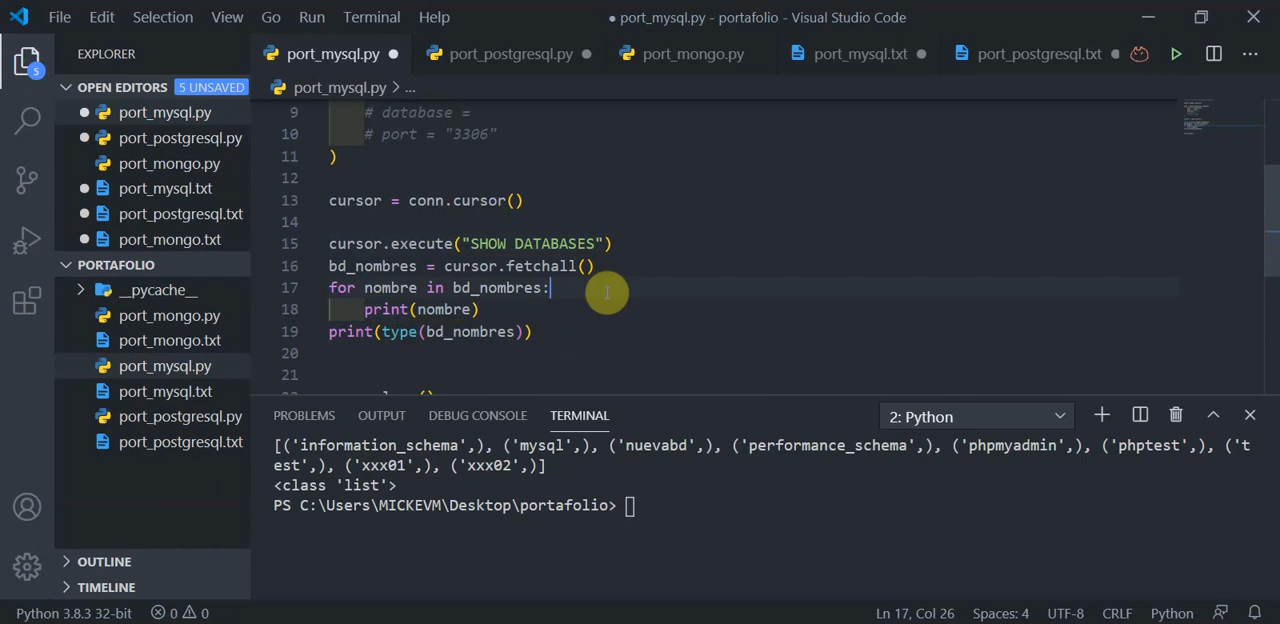 File Edit Selection View Go Run Terminal Help ● port_mysql.py - portafolio - Visual Studio Code
EXPLORER
port_mysql.py port_postgresql.py port_mongo.py port_mysql.txt port_postgresql.txt
OPEN EDITORS 5 UNSAVED
5
port_mysql.py
port_postgresql.py
port_mongo.py
port_mysql.txt
port_postgresql.txt
port_mongo.txt
PORTAFOLIO
__pycache__
port_mongo.py
port_mongo.txt
port_mysql.py
port_mysql.txt
port_postgresql.py
port_postgresql.txt
OUTLINE
TIMELINE
port_mysql.py > ...
9 # database =
10 # port = "3306"
11 )
12
13 cursor = conn.cursor()
14
15 cursor.execute("SHOW DATABASES")
16 bd_nombres = cursor.fetchall()
17 for nombre in bd_nombres:
18 print(nombre)
19 print(type(bd_nombres))
20
21
PROBLEMS OUTPUT DEBUG CONSOLE TERMINAL 2: Python
[('information_schema',), ('mysql',), ('nuevabd',), ('performance_schema',), ('phpmyadmin',), ('phptest',), ('t
est',), ('xxx01',), ('xxx02',)]
<class 'list'>
PS C:\Users\MICKEVM\Desktop\portafolio>
Python 3.8.3 32-bit 0 0 Ln 17, Col 26 Spaces: 4 UTF-8 CRLF Python